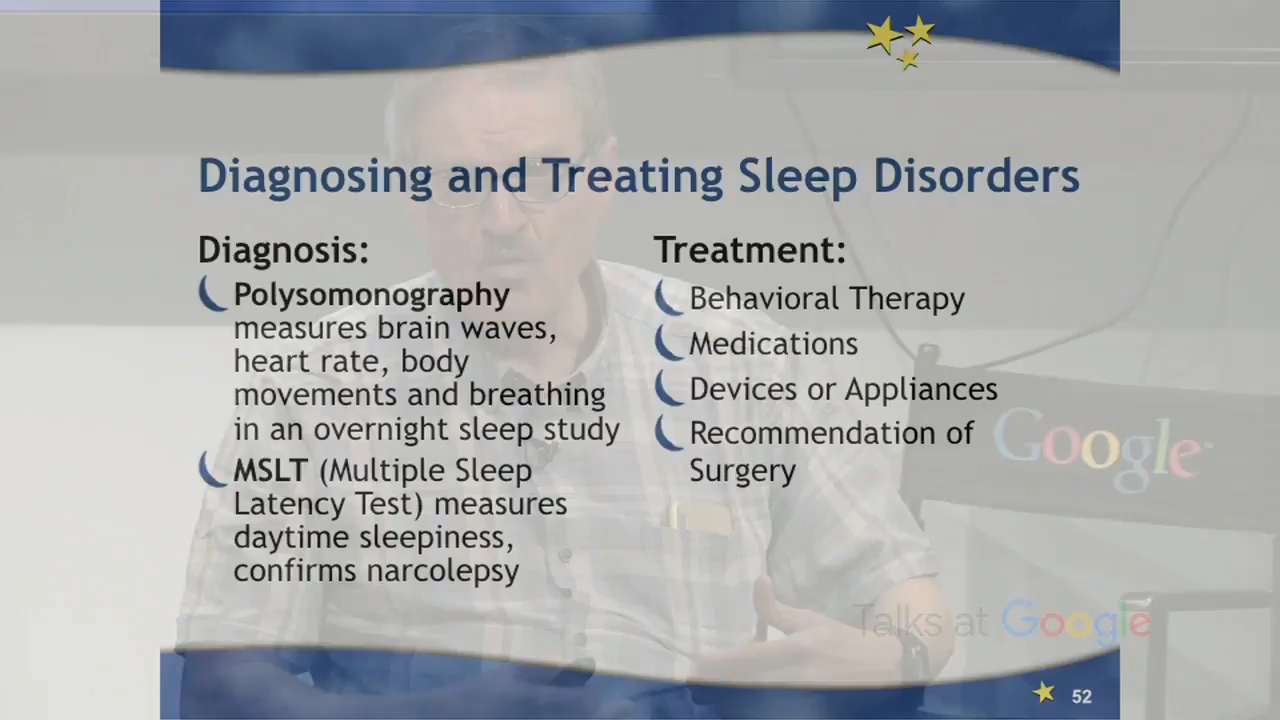 Diagnosing and Treating Sleep Disorders
Diagnosis:
Polysomonography
measures brain waves,
heart rate, body
movements and breathing
in an overnight sleep study
MSLT (Multiple Sleep
Latency Test) measures
daytime sleepiness,
confirms narcolepsy
Treatment:
Behavioral Therapy
Medications
Devices or Appliances
Recommendation of
Surgery
Google
Talks at Google
52